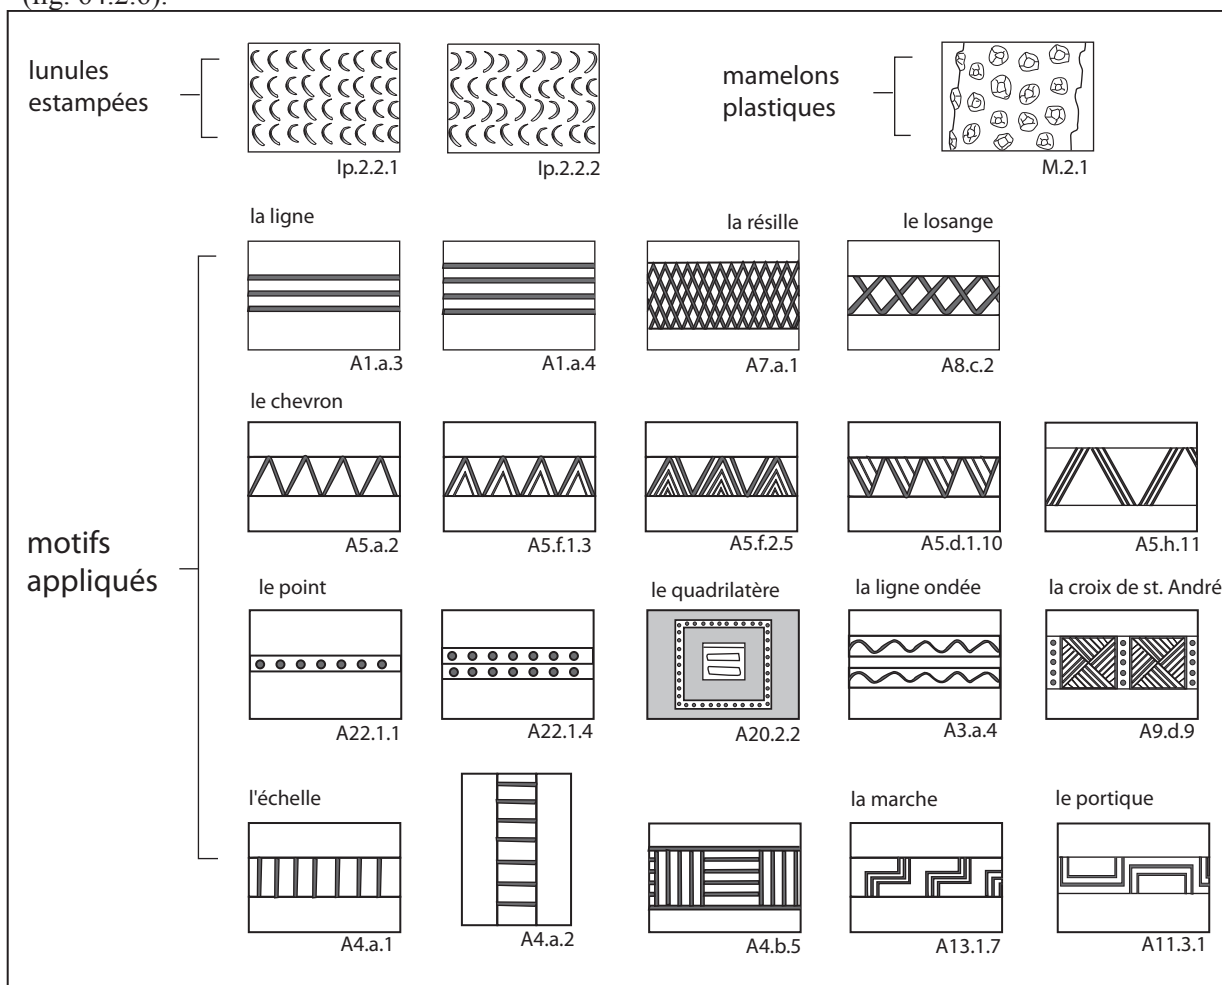 (fig. 04.2.6).
lunules
estampées
Ip.2.2.1
Ip.2.2.2
mamelons
plastiques
M.2.1
motifs
appliqués
la ligne
la résille
le losange
A1.a.3
A1.a.4
A7.a.1
A8.c.2
le chevron
A5.a.2
A5.f.1.3
A5.f.2.5
A5.d.1.10
A5.h.11
le point
le quadrilatère
la ligne ondée
la croix de st. André
A22.1.1
A22.1.4
A20.2.2
A3.a.4
A9.d.9
l'échelle
la marche
le portique
A4.a.1
A4.a.2
A4.b.5
A13.1.7
A11.3.1